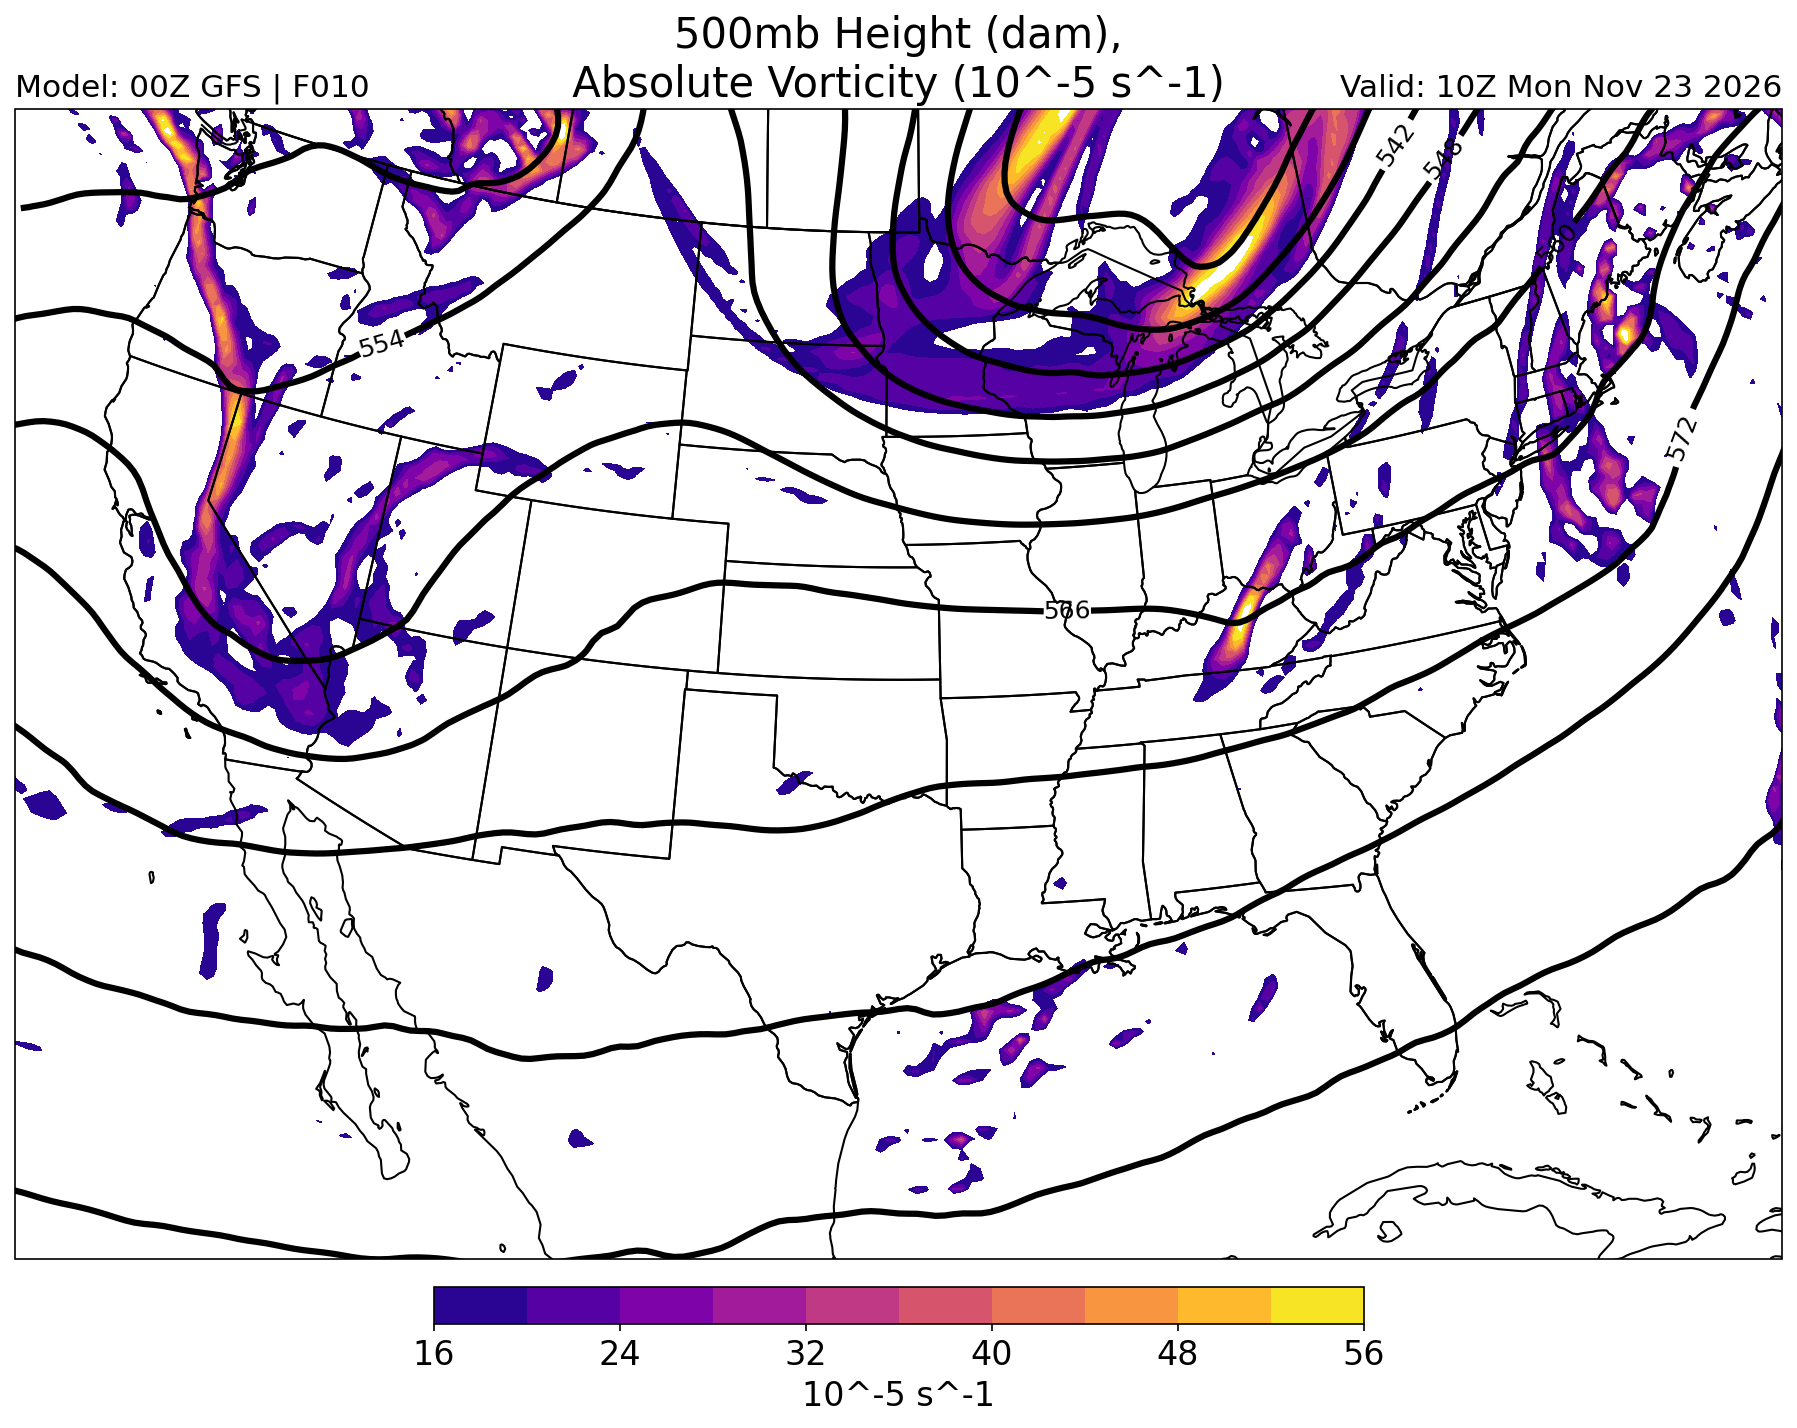 500mb Height (dam),
Model: 00Z GFS | F010
Absolute Vorticity (10^-5 s^-1)
Valid: 10Z Mon Nov 23 2026
542
548
560
554
572
566
16
24
32
40
48
56
10^-5 s^-1